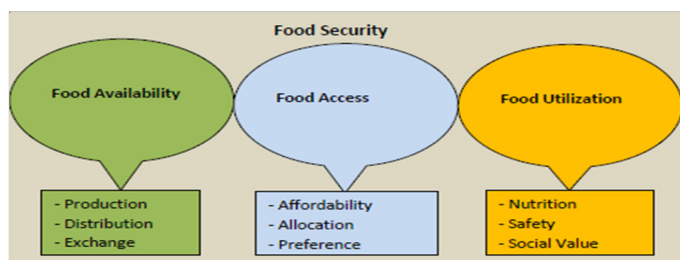 Food Security
Food Availability
Food Access
Food Utilization
- Production
- Distribution
- Exchange
- Affordability
- Allocation
- Preference
- Nutrition
- Safety
- Social Value